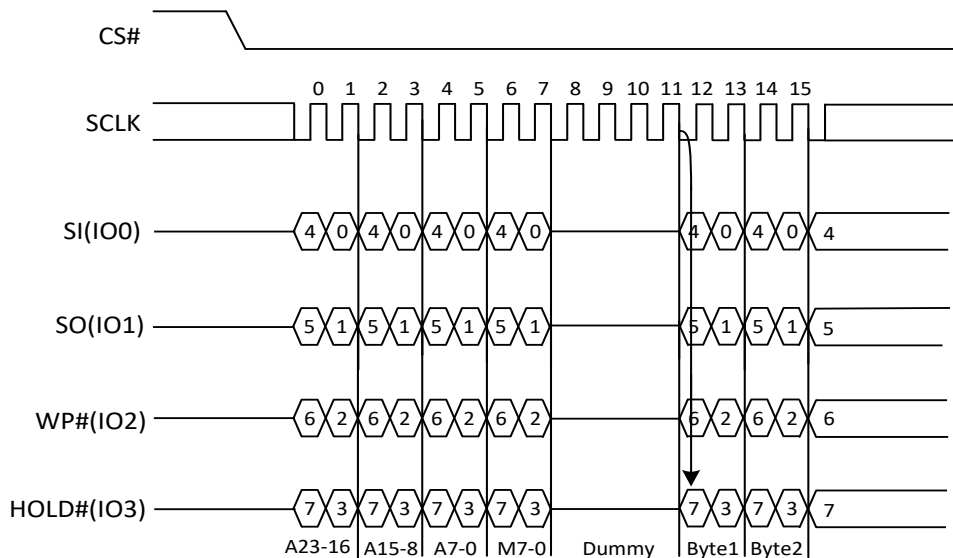 CS#
0 1 2 3 4 5 6 7 8 9 10 11 12 13 14 15
SCLK
SI(IO0) 4 0 4 0 4 0 4 0 4 0 4 0 4
SO(IO1) 5 1 5 1 5 1 5 1 5 1 5 1 5
WP#(IO2) 6 2 6 2 6 2 6 2 6 2 6 2 6
HOLD#(IO3) 7 3 7 3 7 3 7 3 7 3 7 3 7
A23-16 A15-8 A7-0 M7-0 Dummy Byte1 Byte2